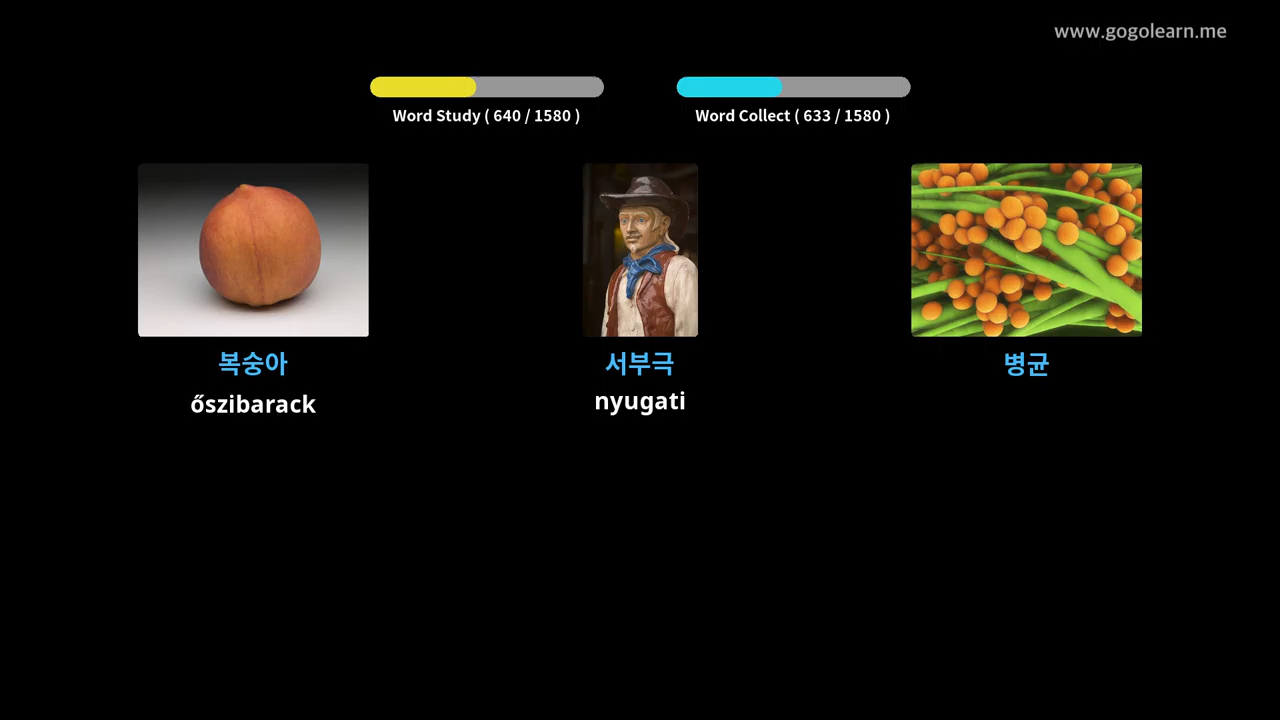 www.gogolearn.me
Word Study ( 640 / 1580 )
Word Collect ( 633 / 1580 )
복숭아
서부극
병균
őszibarack
nyugati